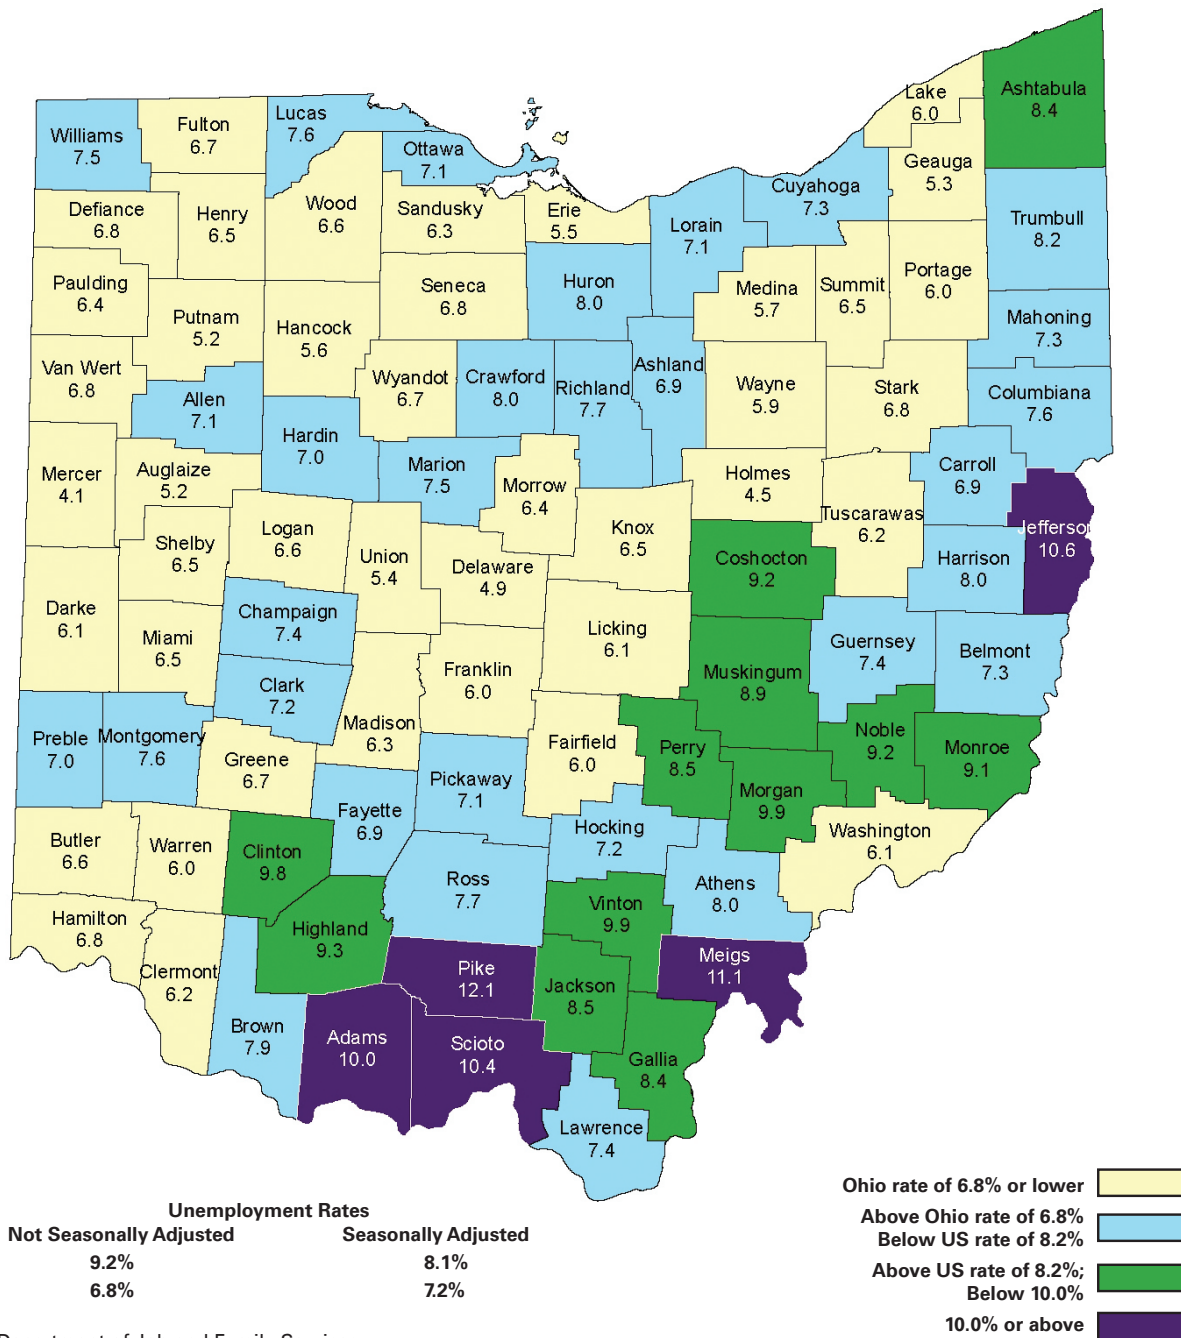 Lake
6.0
Ashtabula
8.4
Williams
7.5
Fulton
6.7
Lucas
7.6
Ottawa
7.1
Geauga
5.3
Cuyahoga
7.3
Defiance
6.8
Henry
6.5
Wood
6.6
Sandusky
6.3
Erie
5.5
Lorain
7.1
Trumbull
8.2
Paulding
6.4
Putnam
5.2
Hancock
5.6
Seneca
6.8
Huron
8.0
Medina
5.7
Summit
6.5
Portage
6.0
Mahoning
7.3
Van Wert
6.8
Allen
7.1
Wyandot
6.7
Crawford
8.0
Richland
7.7
Ashland
6.9
Wayne
5.9
Stark
6.8
Columbiana
7.6
Hardin
7.0
Marion
7.5
Mercer
4.1
Auglaize
5.2
Morrow
6.4
Holmes
4.5
Carroll
6.9
Jefferson
10.6
Logan
6.6
Union
5.4
Knox
6.5
Tuscarawas
6.2
Shelby
6.5
Delaware
4.9
Coshocton
9.2
Harrison
8.0
Darke
6.1
Miami
6.5
Champaign
7.4
Licking
6.1
Guernsey
7.4
Belmont
7.3
Clark
7.2
Franklin
6.0
Muskingum
8.9
Preble
7.0
Montgomery
7.6
Greene
6.7
Madison
6.3
Fairfield
6.0
Perry
8.5
Noble
9.2
Monroe
9.1
Pickaway
7.1
Morgan
9.9
Fayette
6.9
Hocking
7.2
Washington
6.1
Butler
6.6
Warren
6.0
Clinton
9.8
Ross
7.7
Athens
8.0
Hamilton
6.8
Highland
9.3
Vinton
9.9
Clermont
6.2
Pike
12.1
Jackson
8.5
Meigs
11.1
Brown
7.9
Adams
10.0
Scioto
10.4
Gallia
8.4
Lawrence
7.4
Unemployment Rates
Not Seasonally Adjusted Seasonally Adjusted
9.2% 8.1%
6.8% 7.2%
Ohio rate of 6.8% or lower
Above Ohio rate of 6.8%
Below US rate of 8.2%
Above US rate of 8.2%;
Below 10.0%
10.0% or above